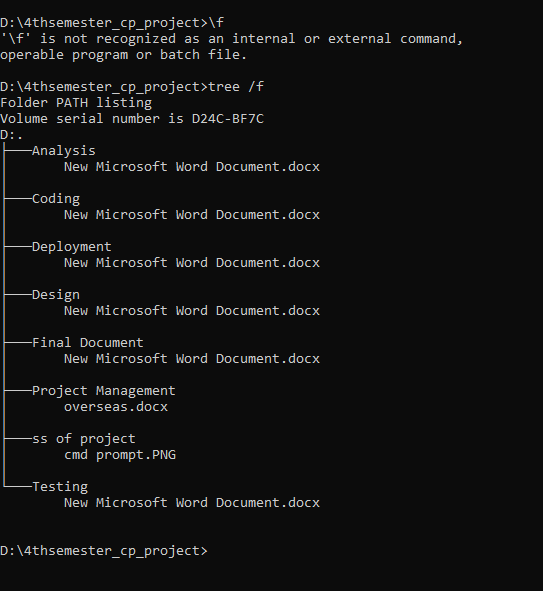 D:\4thsemester_cp_project>\f
'\f' is not recognized as an internal or external command,
operable program or batch file.
D:\4thsemester_cp_project>tree /f
Folder PATH listing
Volume serial number is D24C-BF7C
D:.
├───Analysis
│       New Microsoft Word Document.docx
│
├───Coding
│       New Microsoft Word Document.docx
│
├───Deployment
│       New Microsoft Word Document.docx
│
├───Design
│       New Microsoft Word Document.docx
│
├───Final Document
│       New Microsoft Word Document.docx
│
├───Project Management
│       overseas.docx
│
├───ss of project
│       cmd prompt.PNG
│
└───Testing
        New Microsoft Word Document.docx
D:\4thsemester_cp_project>